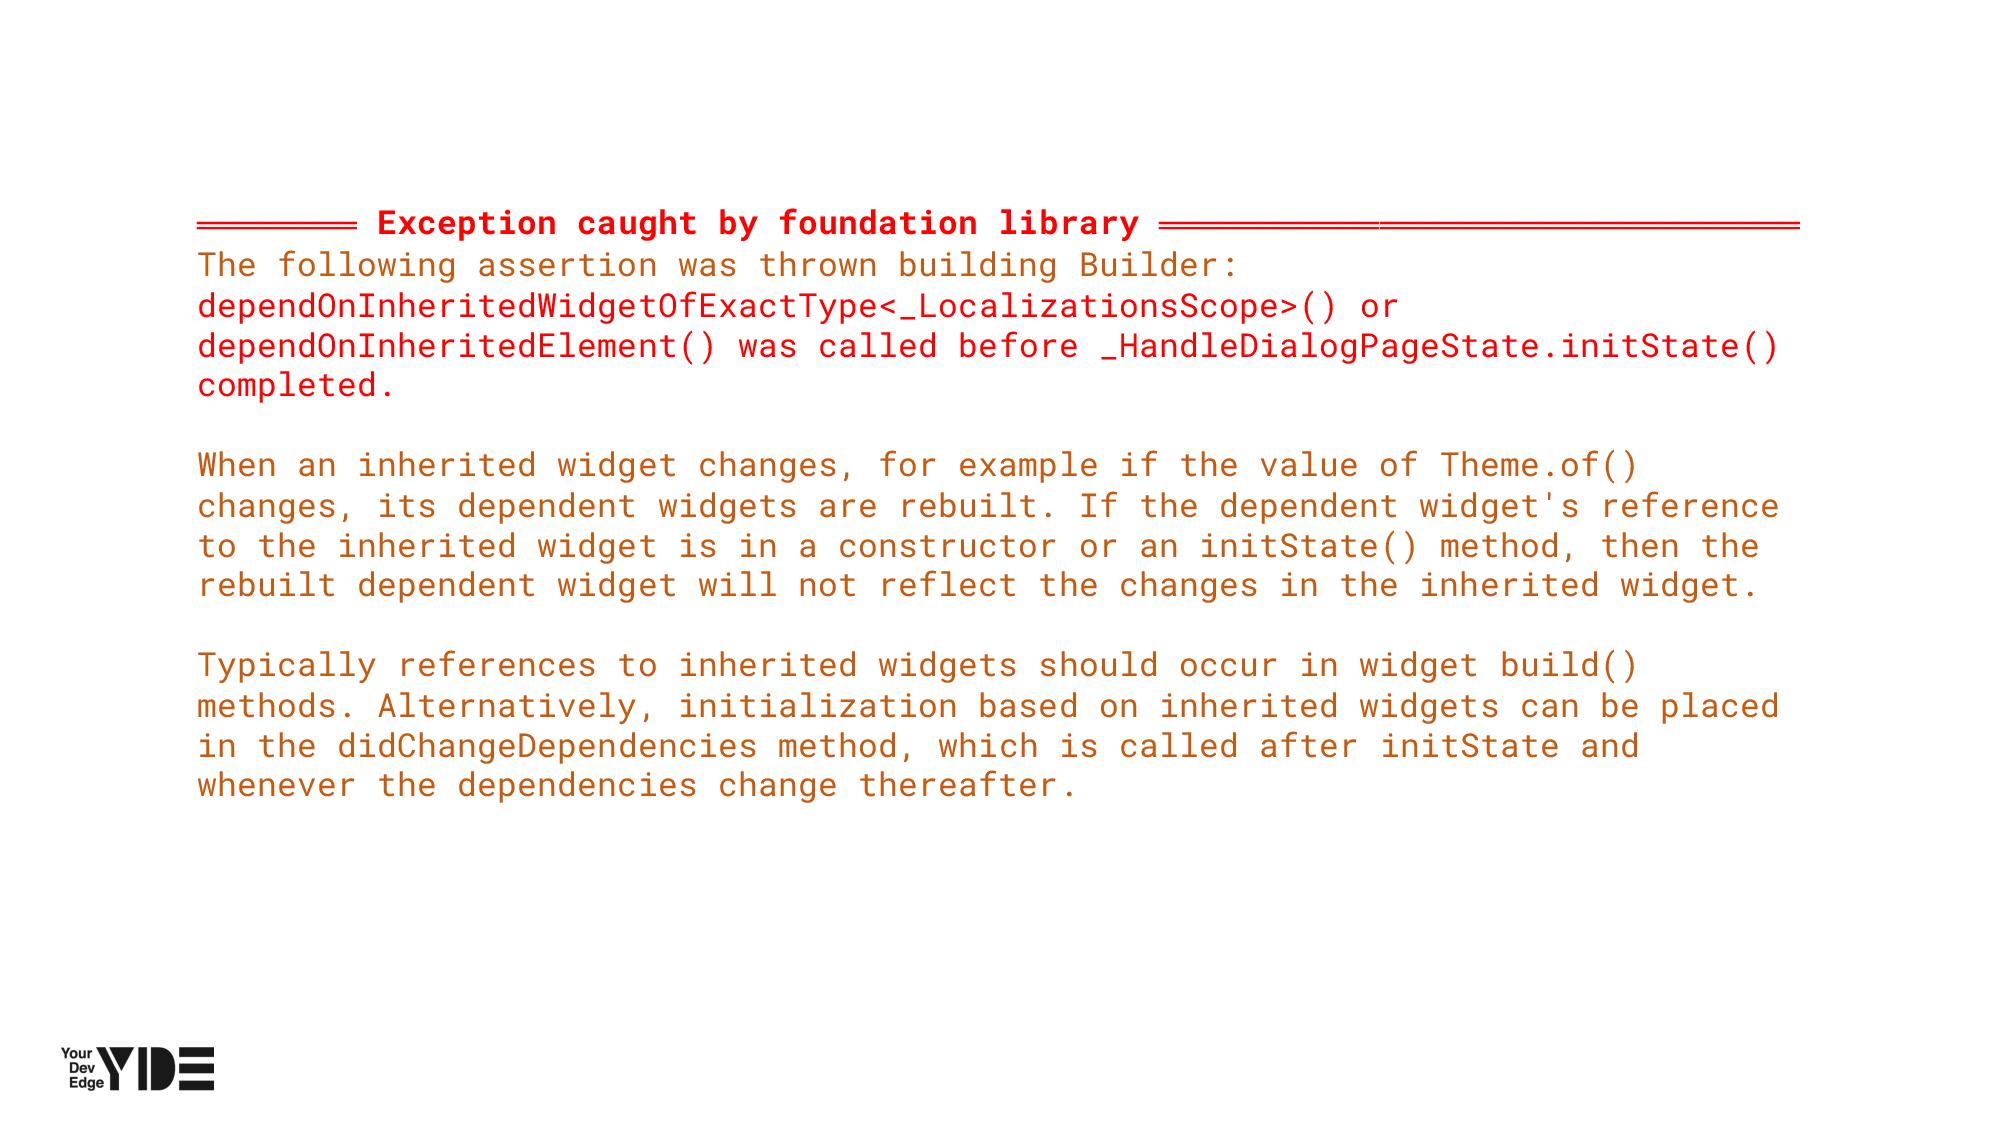 ════════ Exception caught by foundation library ════════════════════════════════
The following assertion was thrown building Builder:
dependOnInheritedWidgetOfExactType<_LocalizationsScope>() or
dependOnInheritedElement() was called before _HandleDialogPageState.initState()
completed.
When an inherited widget changes, for example if the value of Theme.of()
changes, its dependent widgets are rebuilt. If the dependent widget's reference
to the inherited widget is in a constructor or an initState() method, then the
rebuilt dependent widget will not reflect the changes in the inherited widget.
Typically references to inherited widgets should occur in widget build()
methods. Alternatively, initialization based on inherited widgets can be placed
in the didChangeDependencies method, which is called after initState and
whenever the dependencies change thereafter.
Your
Dev
Edge
YDE